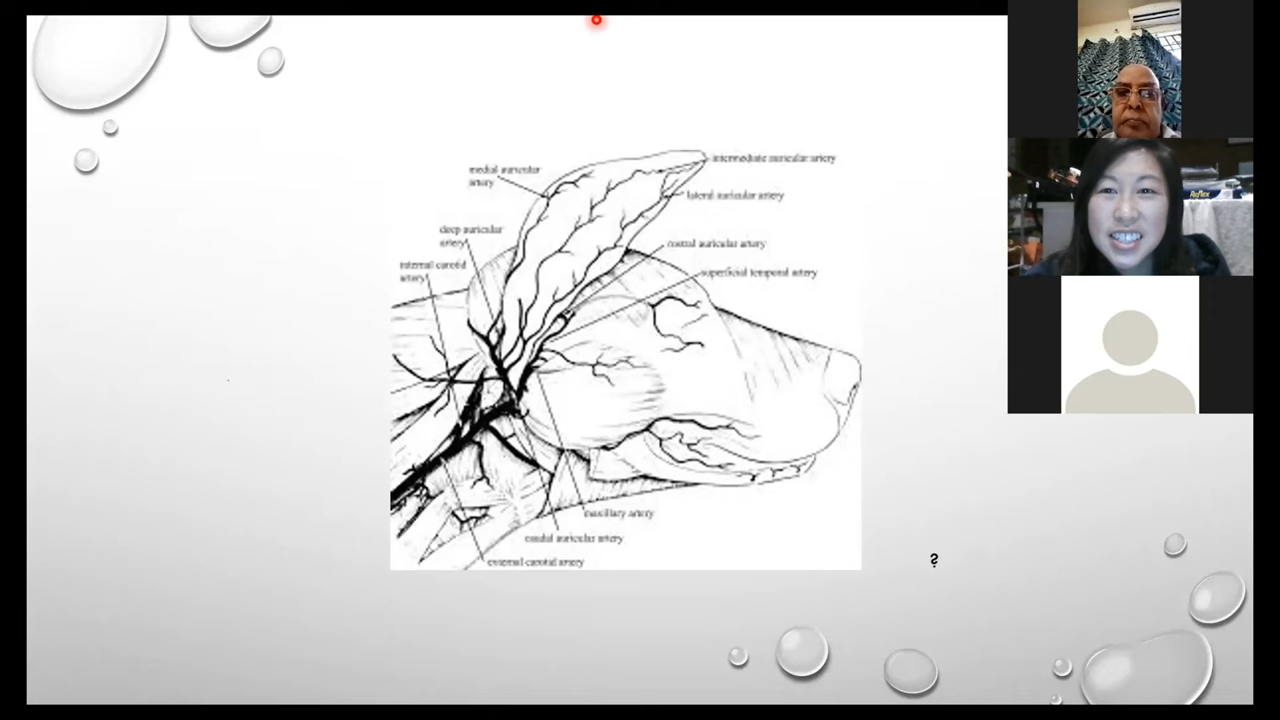 intermediate auricular artery
medial auricular
artery
lateral auricular artery
deep auricular
artery
rostral auricular artery
internal carotid
artery
superficial temporal artery
maxillary artery
caudal auricular artery
external carotid artery
?
Reflex